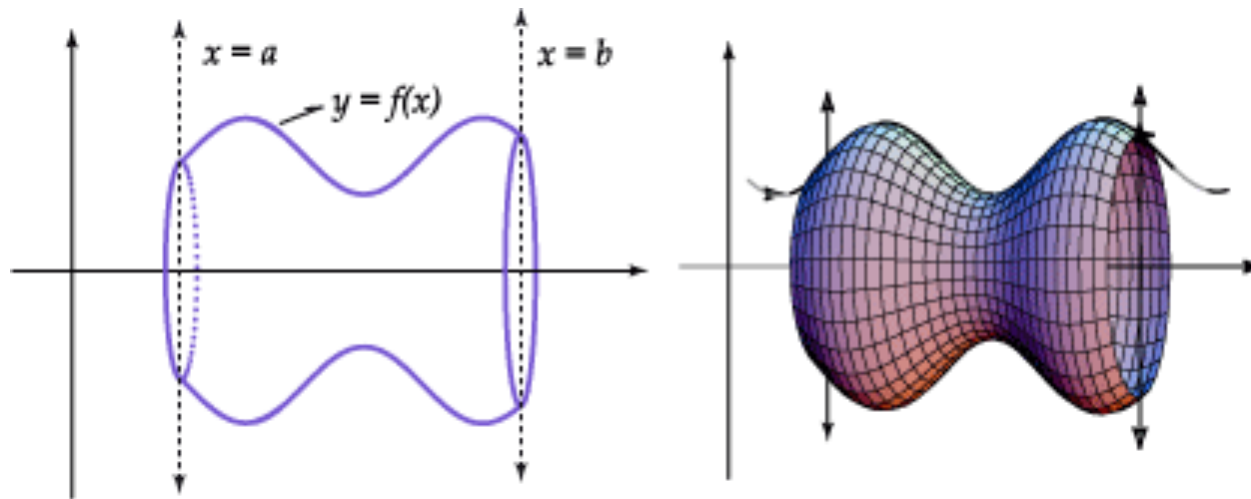 x = a
x = b
y = f(x)